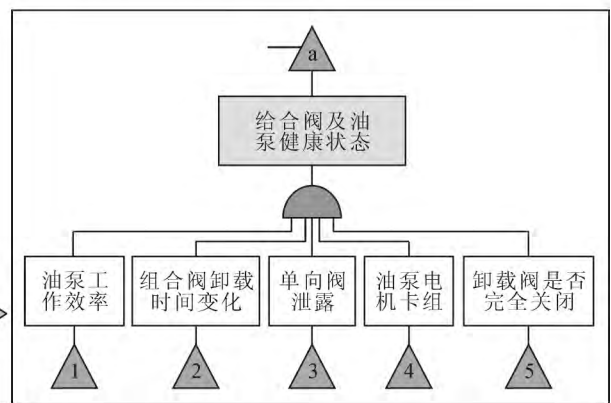 a
给合阀及油
泵健康状态
油泵工
作效率
组合阀卸载
时间变化
单向阀
泄露
油泵电
机卡组
卸载阀是否
完全关闭
1
2
3
4
5